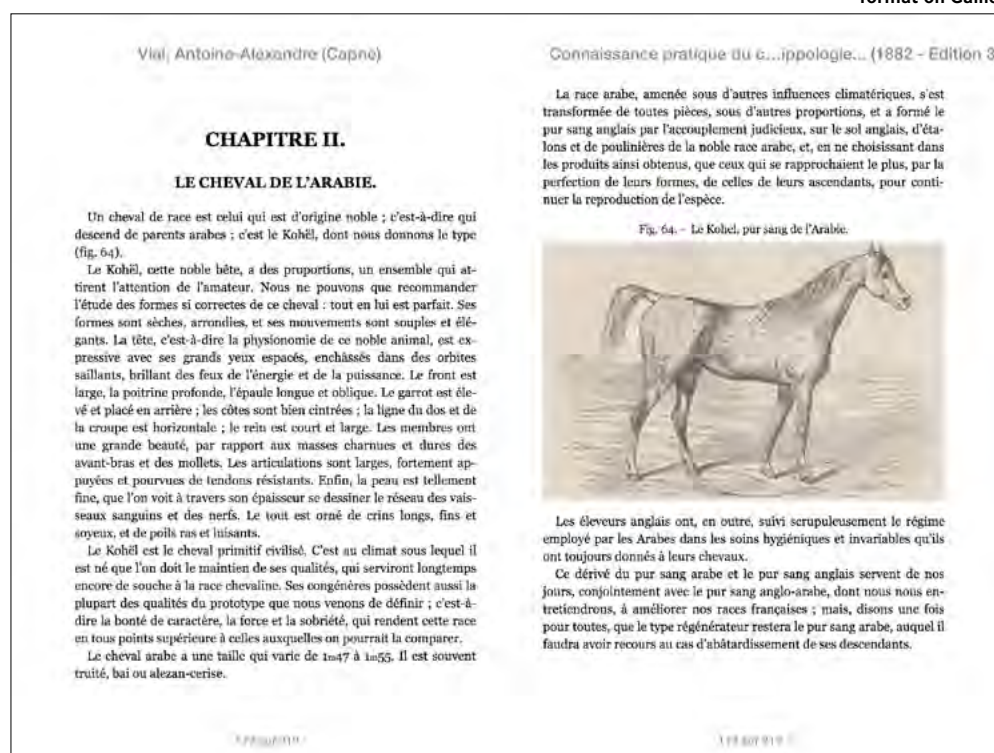 format on Galli
Vial, Antoine-Alexandre (Capne)
CHAPITRE II.
LE CHEVAL DE L'ARABIE.
Un cheval de race est celui qui est d'origine noble ; c'est-à-dire qui
descend de parents arabes ; c'est le Kohël, dont nous donnons le type
(fig. 64).
Le Kohël, cette noble bête, a des proportions, un ensemble qui at-
tirent l'attention de l'amateur. Nous ne pouvons que recommander
l'étude des formes si correctes de ce cheval : tout en lui est parfait. Ses
formes sont sèches, arrondies, et ses mouvements sont souples et élé-
gants. La tête, c'est-à-dire la physionomie de ce noble animal, est ex-
pressive avec ses grands yeux espacés, enchâssés dans des orbites
saillants, brillant des feux de l'énergie et de la puissance. Le front est
large, la poitrine profonde, l'épaule longue et oblique. Le garrot est éle-
vé et placé en arrière ; les côtes sont bien cintrées ; la ligne du dos et de
la croupe est horizontale ; le rein est court et large. Les membres ont
une grande beauté, par rapport aux masses charnues et dures des
avant-bras et des mollets. Les articulations sont larges, fortement ap-
puyées et pourvues de tendons résistants. Enfin, la peau est tellement
fine, que l'on voit à travers son épaisseur se dessiner le réseau des vais-
seaux sanguins et des nerfs. Le tout est orné de crins longs, fins et
soyeux, et de poils ras et luisants.
Le Kohël est le cheval primitif civilisé. C'est au climat sous lequel il
est né que l'on doit le maintien de ses qualités, qui serviront longtemps
encore de souche à la race chevaline. Ses congénères possèdent aussi la
plupart des qualités du prototype que nous venons de définir ; c'est-à-
dire la bonté de caractère, la force et la sobriété, qui rendent cette race
en tous points supérieure à celles auxquelles on pourrait la comparer.
Le cheval arabe a une taille qui varie de 1m47 à 1m55. Il est souvent
truité, bai ou alezan-cerise.
Connaissance pratique du c...ippologie... (1882 - Edition 3
La race arabe, amenée sous d'autres influences climatériques, s'est
transformée de toutes pièces, sous d'autres proportions, et a formé le
pur sang anglais par l'accouplement judicieux, sur le sol anglais, d'éta-
lons et de poulinières de la noble race arabe, et, en ne choisissant dans
les produits ainsi obtenus, que ceux qui se rapprochaient le plus, par la
perfection de leurs formes, de celles de leurs ascendants, pour conti-
nuer la reproduction de l'espèce.
Fig. 64. – Le Kohel, pur sang de l'Arabie.
Les éleveurs anglais ont, en outre, suivi scrupuleusement le régime
employé par les Arabes dans les soins hygiéniques et invariables qu'ils
ont toujours donnés à leurs chevaux.
Ce dérivé du pur sang arabe et le pur sang anglais servent de nos
jours, conjointement avec le pur sang anglo-arabe, dont nous nous en-
tretiendrons, à améliorer nos races françaises ; mais, disons une fois
pour toutes, que le type régénérateur restera le pur sang arabe, auquel il
faudra avoir recours au cas d'abâtardissement de ses descendants.